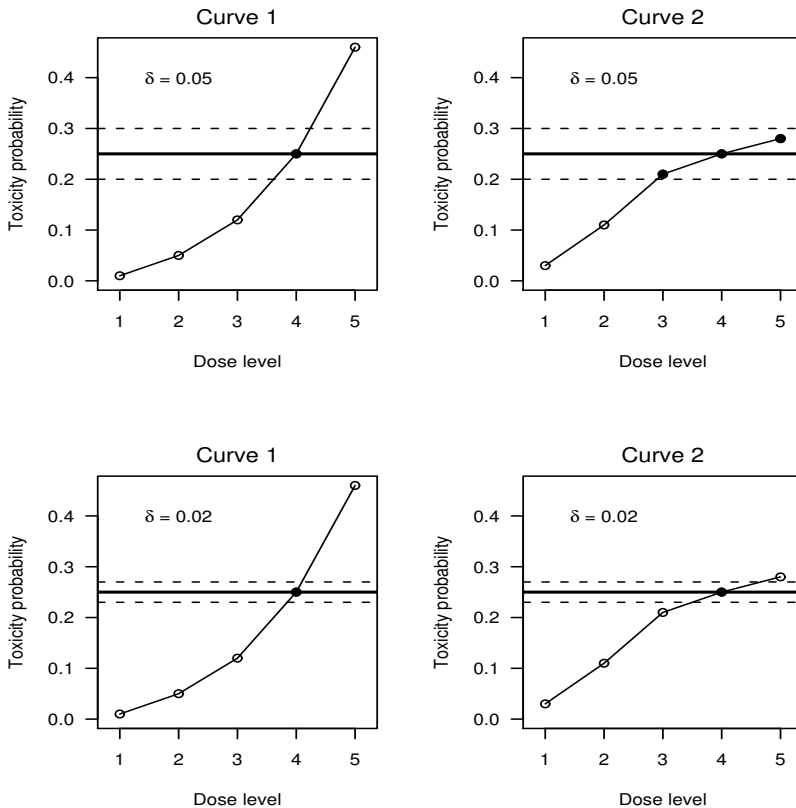 Curve 1
δ = 0.05
Toxicity probability
0.4
0.3
0.2
0.1
0.0
1 2 3 4 5
Dose level
Curve 2
δ = 0.05
Toxicity probability
0.4
0.3
0.2
0.1
0.0
1 2 3 4 5
Dose level
Curve 1
δ = 0.02
Toxicity probability
0.4
0.3
0.2
0.1
0.0
1 2 3 4 5
Dose level
Curve 2
δ = 0.02
Toxicity probability
0.4
0.3
0.2
0.1
0.0
1 2 3 4 5
Dose level